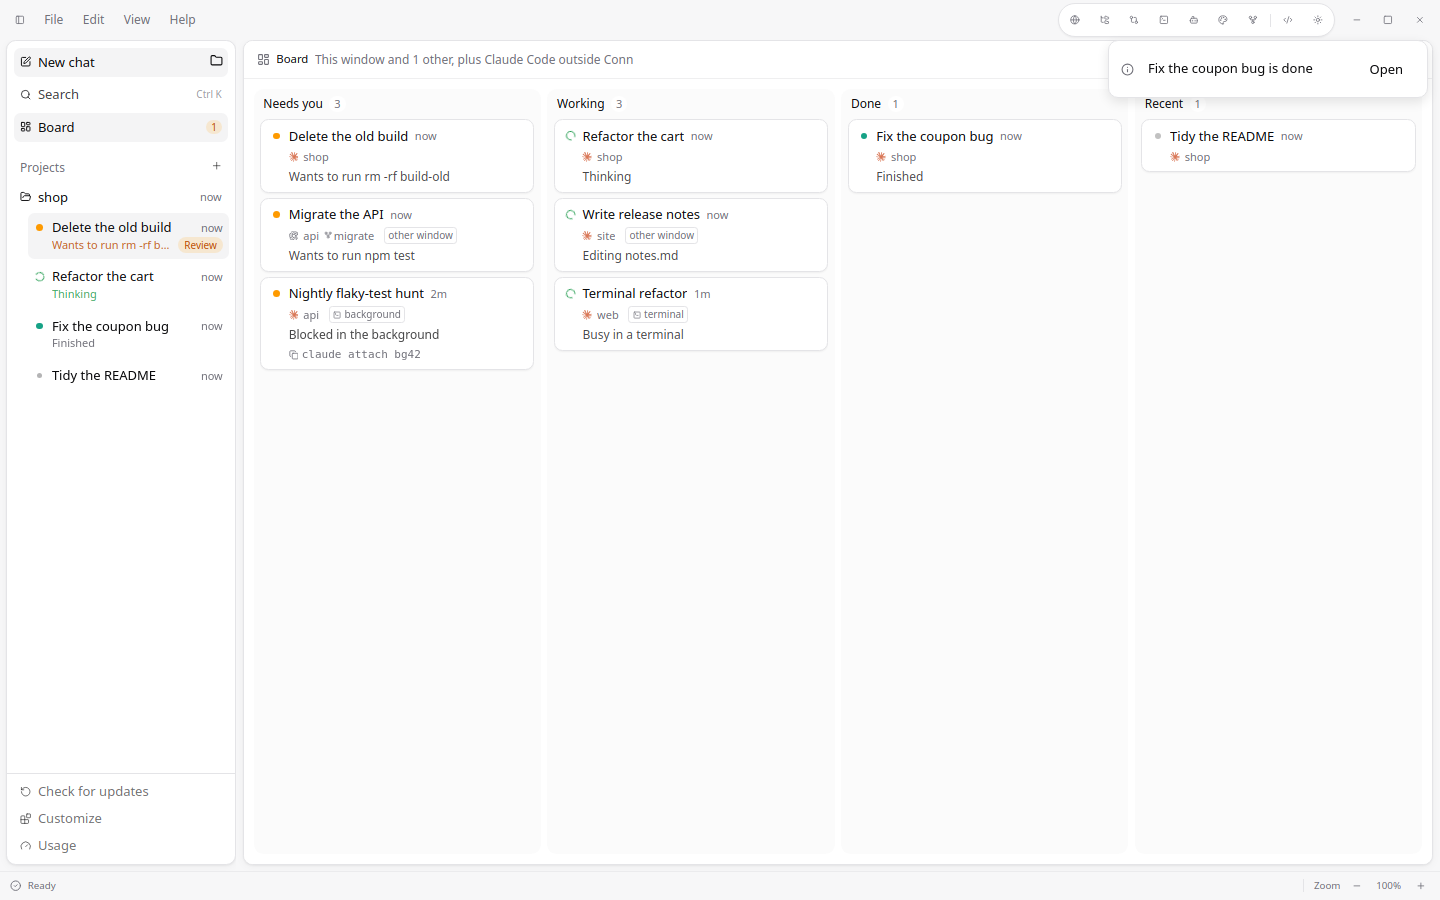 File Edit View Help
New chat
Search Ctrl K
Board 1
Projects
shop now
Delete the old build now
Wants to run rm -rf b... Review
Refactor the cart now
Thinking
Fix the coupon bug now
Finished
Tidy the README now
Check for updates
Customize
Usage
Board This window and 1 other, plus Claude Code outside Conn
Fix the coupon bug is done Open
Needs you 3
Delete the old build now
shop
Wants to run rm -rf build-old
Migrate the API now
api migrate other window
Wants to run npm test
Nightly flaky-test hunt 2m
api background
Blocked in the background
claude attach bg42
Working 3
Refactor the cart now
shop
Thinking
Write release notes now
site other window
Editing notes.md
Terminal refactor 1m
web terminal
Busy in a terminal
Done 1
Fix the coupon bug now
shop
Finished
Recent 1
Tidy the README now
shop
Ready
Zoom 100%